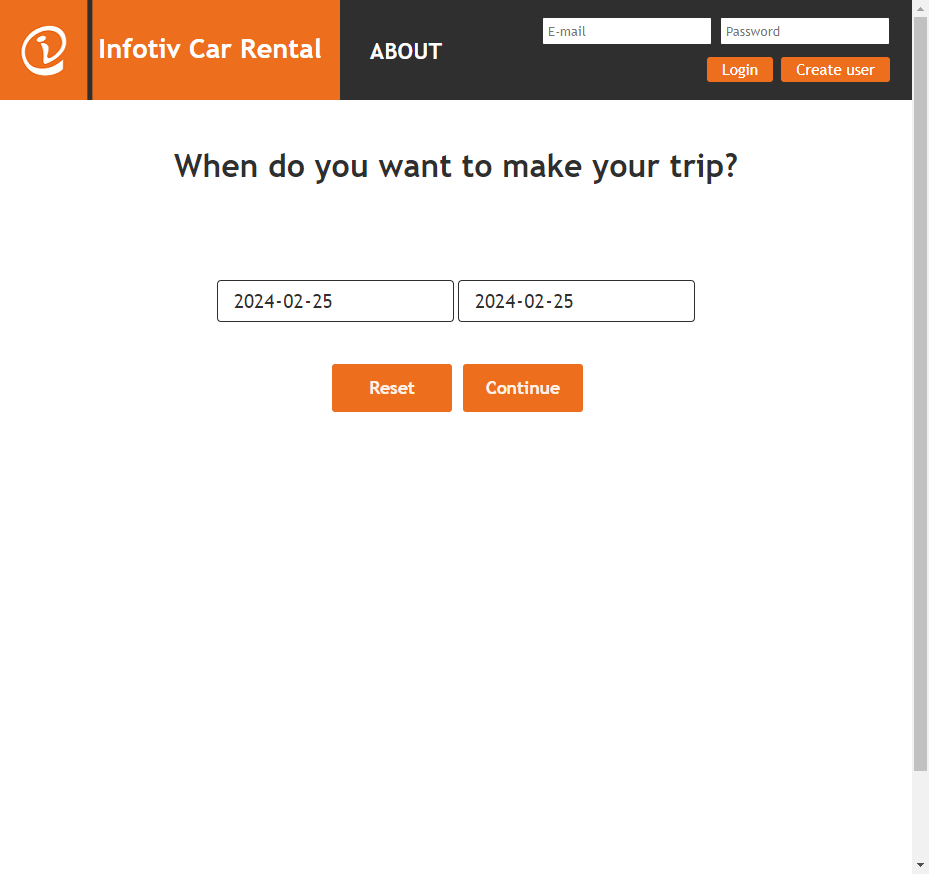 Infotiv Car Rental
ABOUT
E-mail
Password
Login
Create user
When do you want to make your trip?
2024-02-25
2024-02-25
Reset
Continue